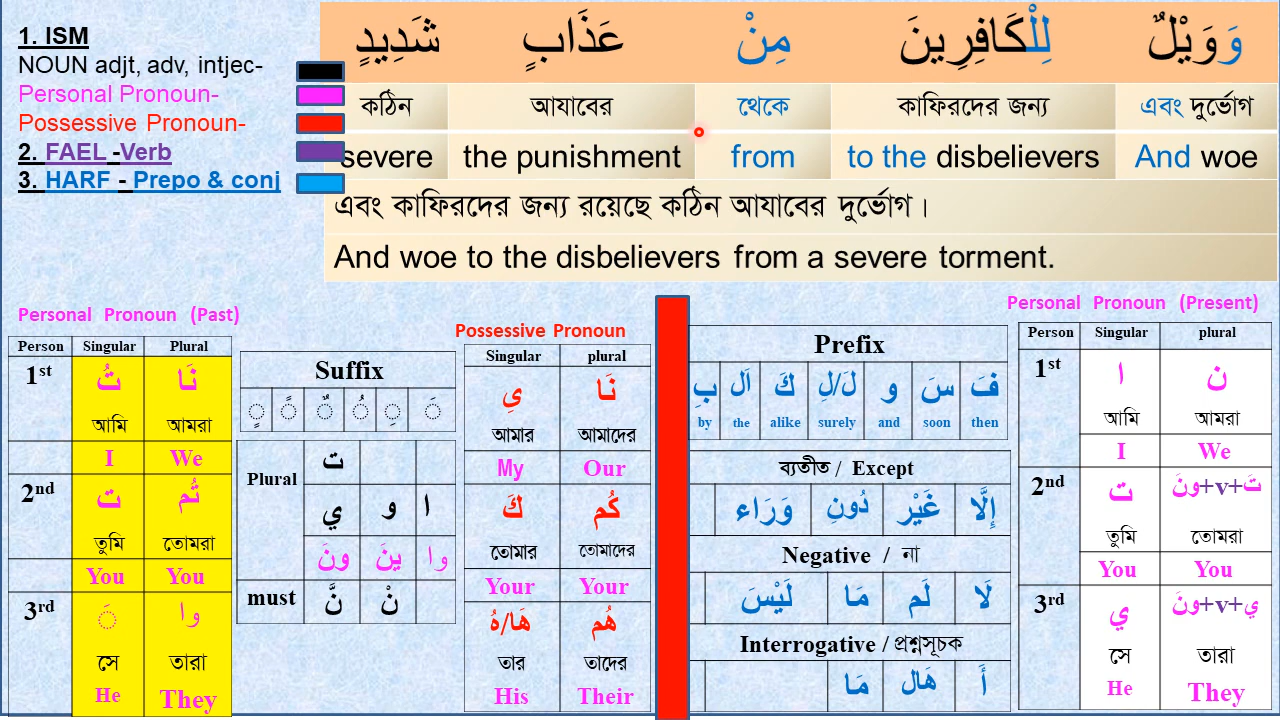 1. ISM
NOUN adjt, adv, intjec-
Personal Pronoun-
Possessive Pronoun-
2. FAEL -Verb
3. HARF - Prepo & conj
وَوَيْلٌ لِلْكَافِرِينَ مِنْ عَذَابٍ شَدِيدٍ
কঠিন আযাবের থেকে কাফিরদের জন্য এবং দুর্ভোগ
severe the punishment from to the disbelievers And woe
এবং কাফিরদের জন্য রয়েছে কঠিন আযাবের দুর্ভোগ।
And woe to the disbelievers from a severe torment.
Personal Pronoun (Past)
Person Singular Plural
1st تُ نَا
আমি আমরা
I We
2nd ت تُم
তুমি তোমরা
You You
3rd َ وا
সে তারা
He They
Suffix
ٍ ً ٌ ُ ِ َ
Plural ت
ي و ا
ونَ ينَ وا
must نَّ نْ
Possessive Pronoun
Singular plural
يِ نَا
আমার আমাদের
My Our
كَ كُم
তোমার তোমাদের
Your Your
هَا/هُ هُم
তার তাদের
His Their
Prefix
بِ اَل كَ لَ/لِ و سَ فَ
by the alike surely and soon then
ব্যতীত / Except
وَرَاء دُونِ غَيْر إِلَّا
Negative / না
لَيْسَ مَا لَم لَا
Interrogative / প্রশ্নসূচক
مَا هَال أَ
Personal Pronoun (Present)
Person Singular plural
1st ا ن
আমি আমরা
I We
2nd ت تَ+v+ونَ
তুমি তোমরা
You You
3rd ي ي+v+ونَ
সে তারা
He They